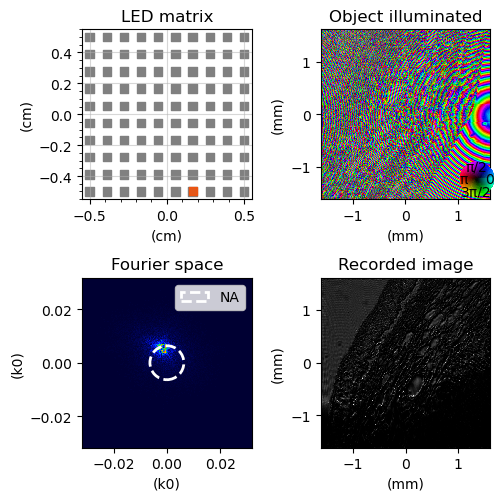 LED matrix
0.4
0.2
0.0
−0.2
−0.4
(cm)
−0.5
0.0
0.5
(cm)
Object illuminated
1
0
−1
(mm)
−1
0
1
(mm)
π/2
π
0
3π/2
Fourier space
NA
0.02
0.00
−0.02
(k0)
−0.02
0.00
0.02
(k0)
Recorded image
1
0
−1
(mm)
−1
0
1
(mm)